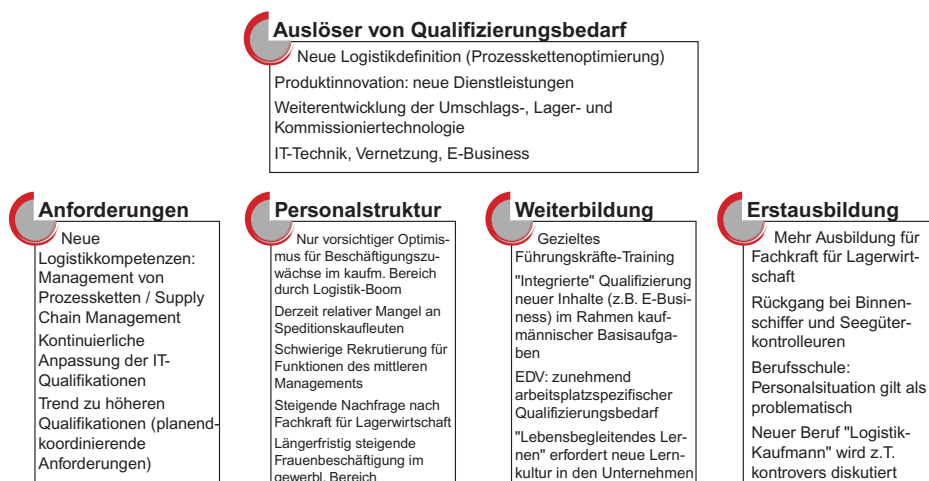 Auslöser von Qualifizierungsbedarf
Neue Logistikdefinition (Prozesskettenoptimierung)
Produktinnovation: neue Dienstleistungen
Weiterentwicklung der Umschlags-, Lager- und
Kommissioniertechnologie
IT-Technik, Vernetzung, E-Business
Anforderungen
Neue
Logistikkompetenzen:
Management von
Prozessketten / Supply
Chain Management
Kontinuierliche
Anpassung der IT-
Qualifikationen
Trend zu höheren
Qualifikationen (planend-
koordinierende
Anforderungen)
Personalstruktur
Nur vorsichtiger Optimis-
mus für Beschäftigungszu-
wächse im kaufm. Bereich
durch Logistik-Boom
Derzeit relativer Mangel an
Speditionskaufleuten
Schwierige Rekrutierung für
Funktionen des mittleren
Managements
Steigende Nachfrage nach
Fachkraft für Lagerwirtschaft
Längerfristig steigende
Frauenbeschäftigung im
gewerbl. Bereich
Weiterbildung
Gezieltes
Führungskräfte-Training
"Integrierte" Qualifizierung
neuer Inhalte (z.B. E-Busi-
ness) im Rahmen kauf-
männischer Basisaufga-
ben
EDV: zunehmend
arbeitsplatzspezifischer
Qualifizierungsbedarf
"Lebensbegleitendes Ler-
nen" erfordert neue Lern-
kultur in den Unternehmen
Erstausbildung
Mehr Ausbildung für
Fachkraft für Lagerwirt-
schaft
Rückgang bei Binnen-
schiffer und Seegüter-
kontrolleuren
Berufsschule:
Personalsituation gilt als
problematisch
Neuer Beruf "Logistik-
Kaufmann" wird z.T.
kontrovers diskutiert